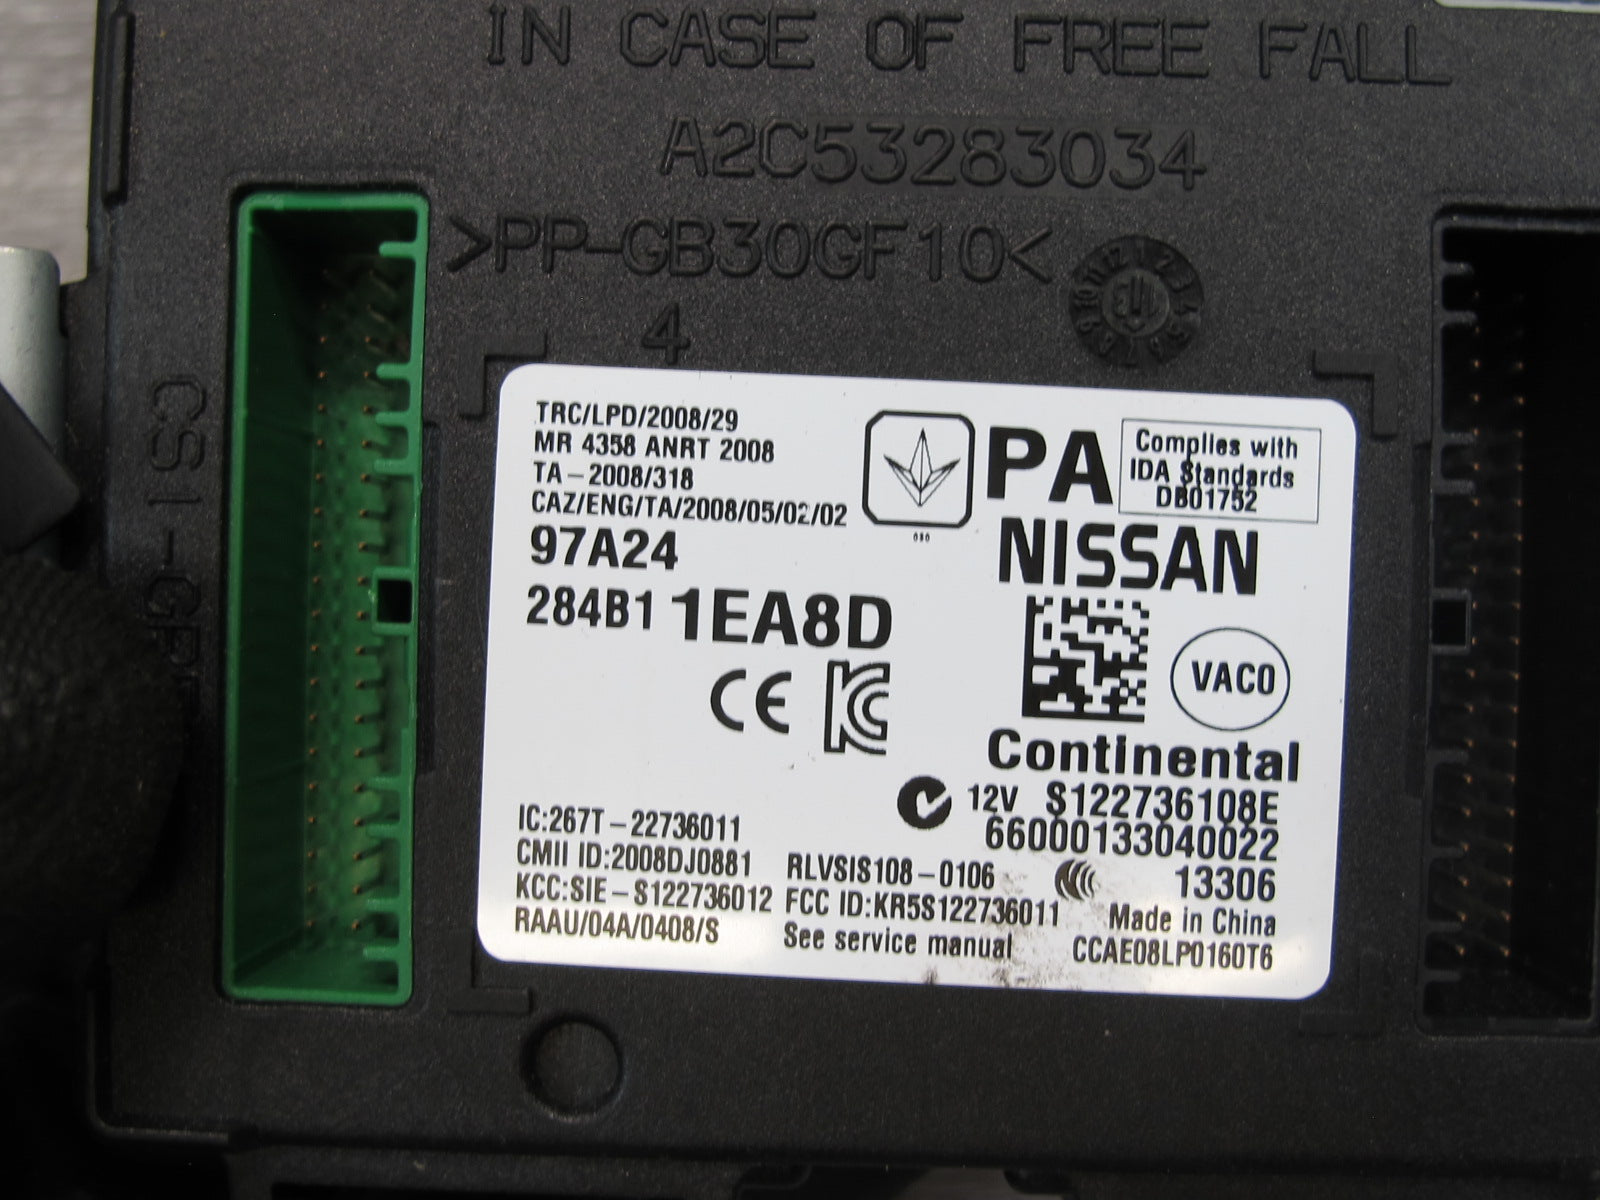 IN CASE OF FREE FALL
A2C53283034
>PP-GB30GF10<
4
TRC/LPD/2008/29
MR 4358 ANRT 2008
TA-2008/318
CAZ/ENG/TA/2008/05/02/02
97A24
284B1 1EA8D
CE
PA
Complies with
IDA Standards
DB01752
NISSAN
VACO
Continental
12V S122736108E
66000133040022
13306
Made in China
CCAE08LP0160T6
IC:267T-22736011
CMII ID:2008DJ0881
KCC:SIE-S122736012
RAAU/04A/0408/S
RLVSIS108-0106
FCC ID:KR5S122736011
See service manual